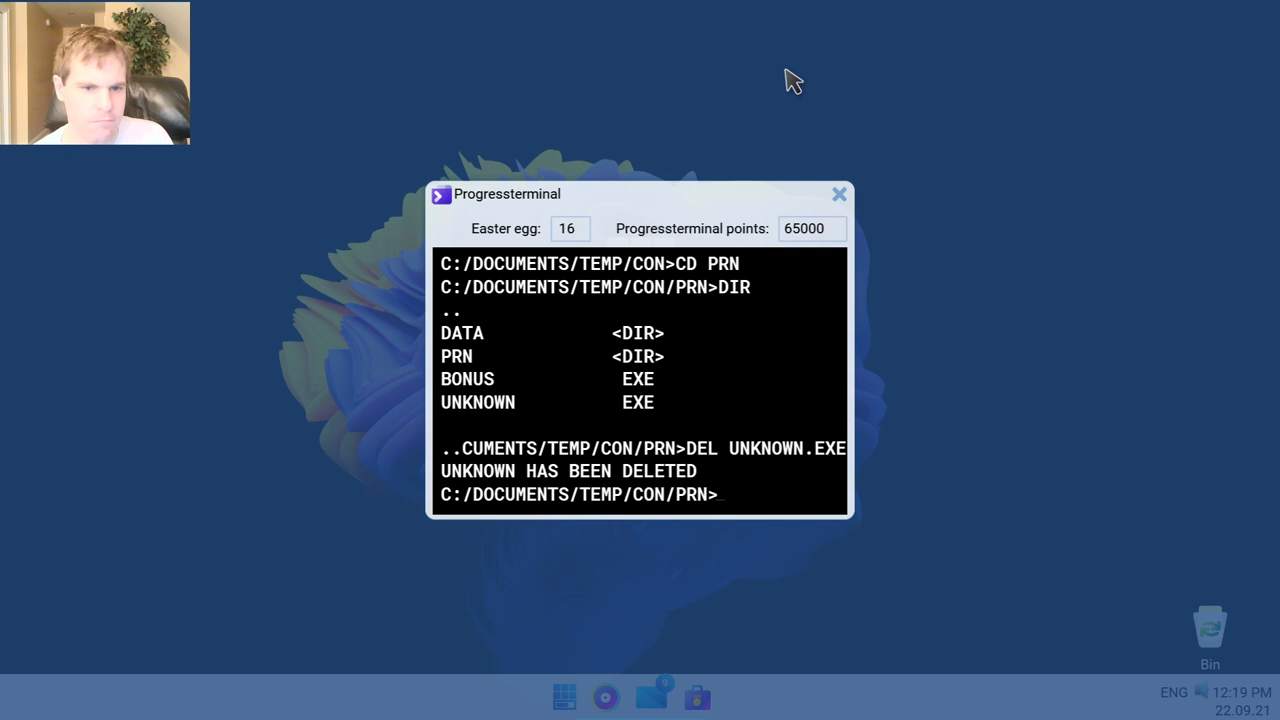 Progressterminal
Easter egg: 16 Progressterminal points: 65000
C:/DOCUMENTS/TEMP/CON>CD PRN
C:/DOCUMENTS/TEMP/CON/PRN>DIR
..
DATA <DIR>
PRN <DIR>
BONUS EXE
UNKNOWN EXE
..CUMENTS/TEMP/CON/PRN>DEL UNKNOWN.EXE
UNKNOWN HAS BEEN DELETED
C:/DOCUMENTS/TEMP/CON/PRN>_
Bin
9
ENG 12:19 PM
22.09.21